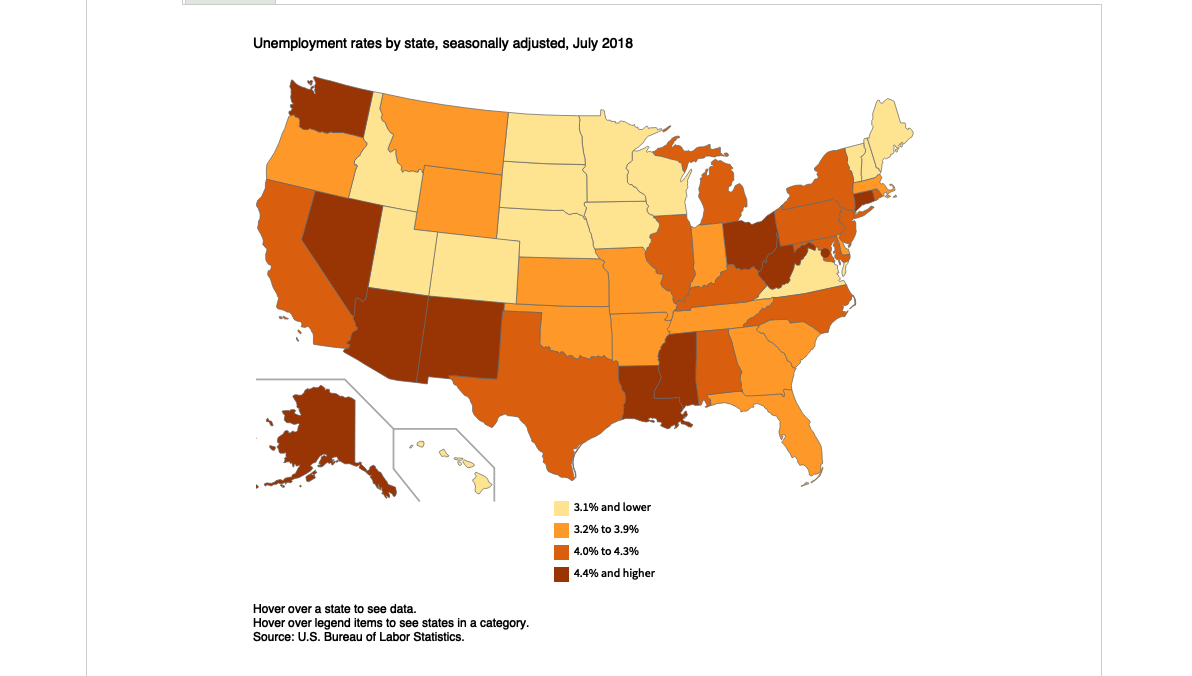 Unemployment rates by state, seasonally adjusted, July 2018
3.1% and lower
3.2% to 3.9%
4.0% to 4.3%
4.4% and higher
Hover over a state to see data.
Hover over legend items to see states in a category.
Source: U.S. Bureau of Labor Statistics.